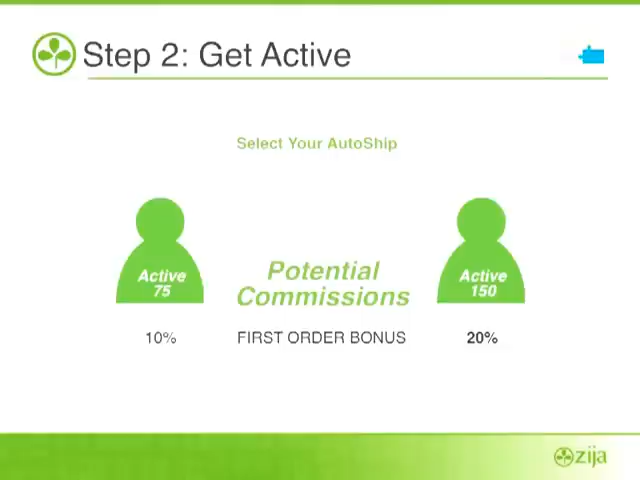 Step 2: Get Active
Select Your AutoShip
Active
75
Potential
Commissions
Active
150
10%
FIRST ORDER BONUS
20%
zija